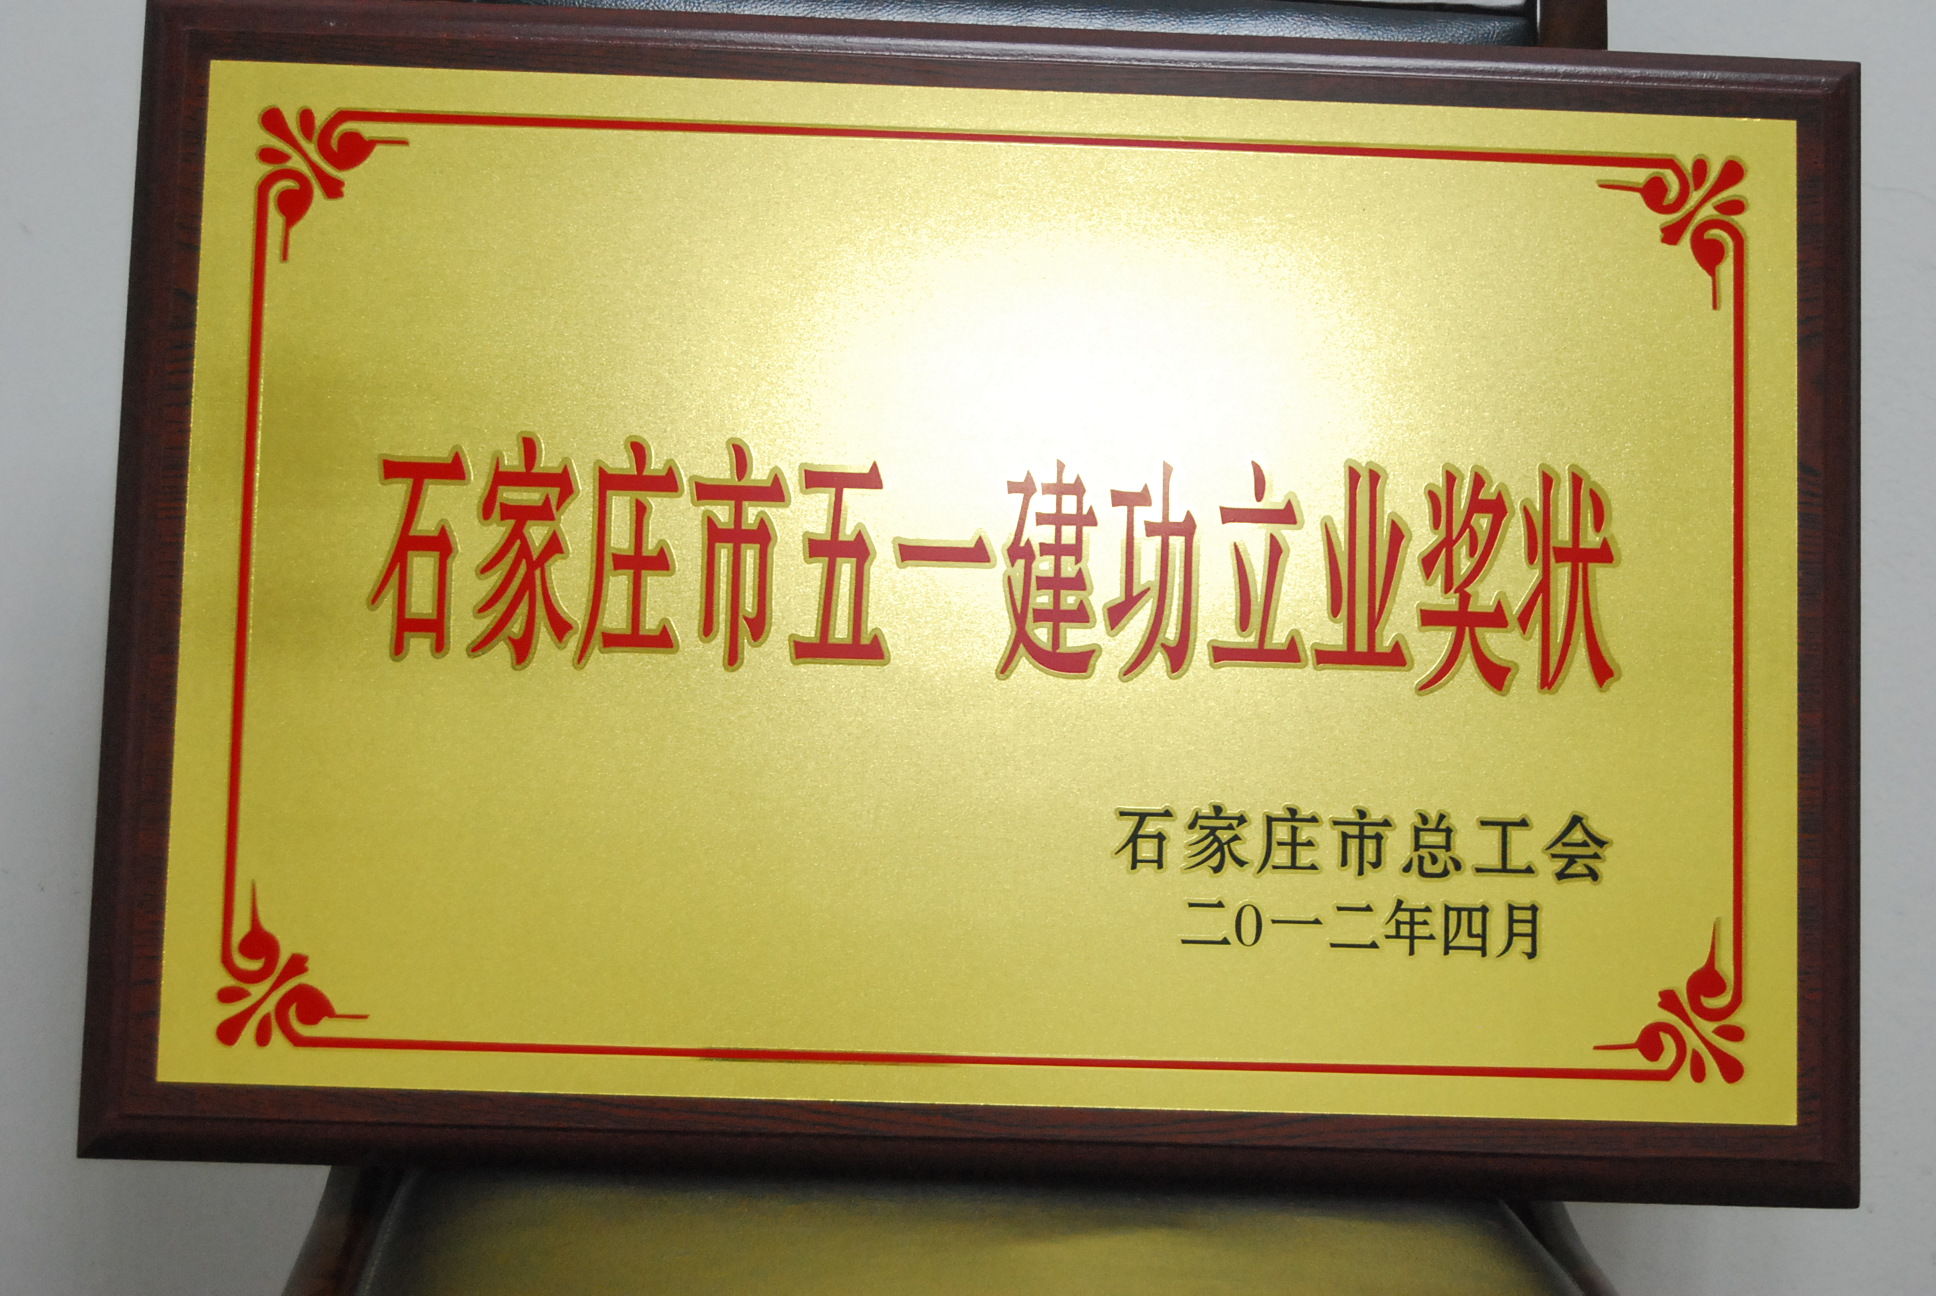 石家庄市五一建功立业奖状
石家庄市总工会
二0一二年四月